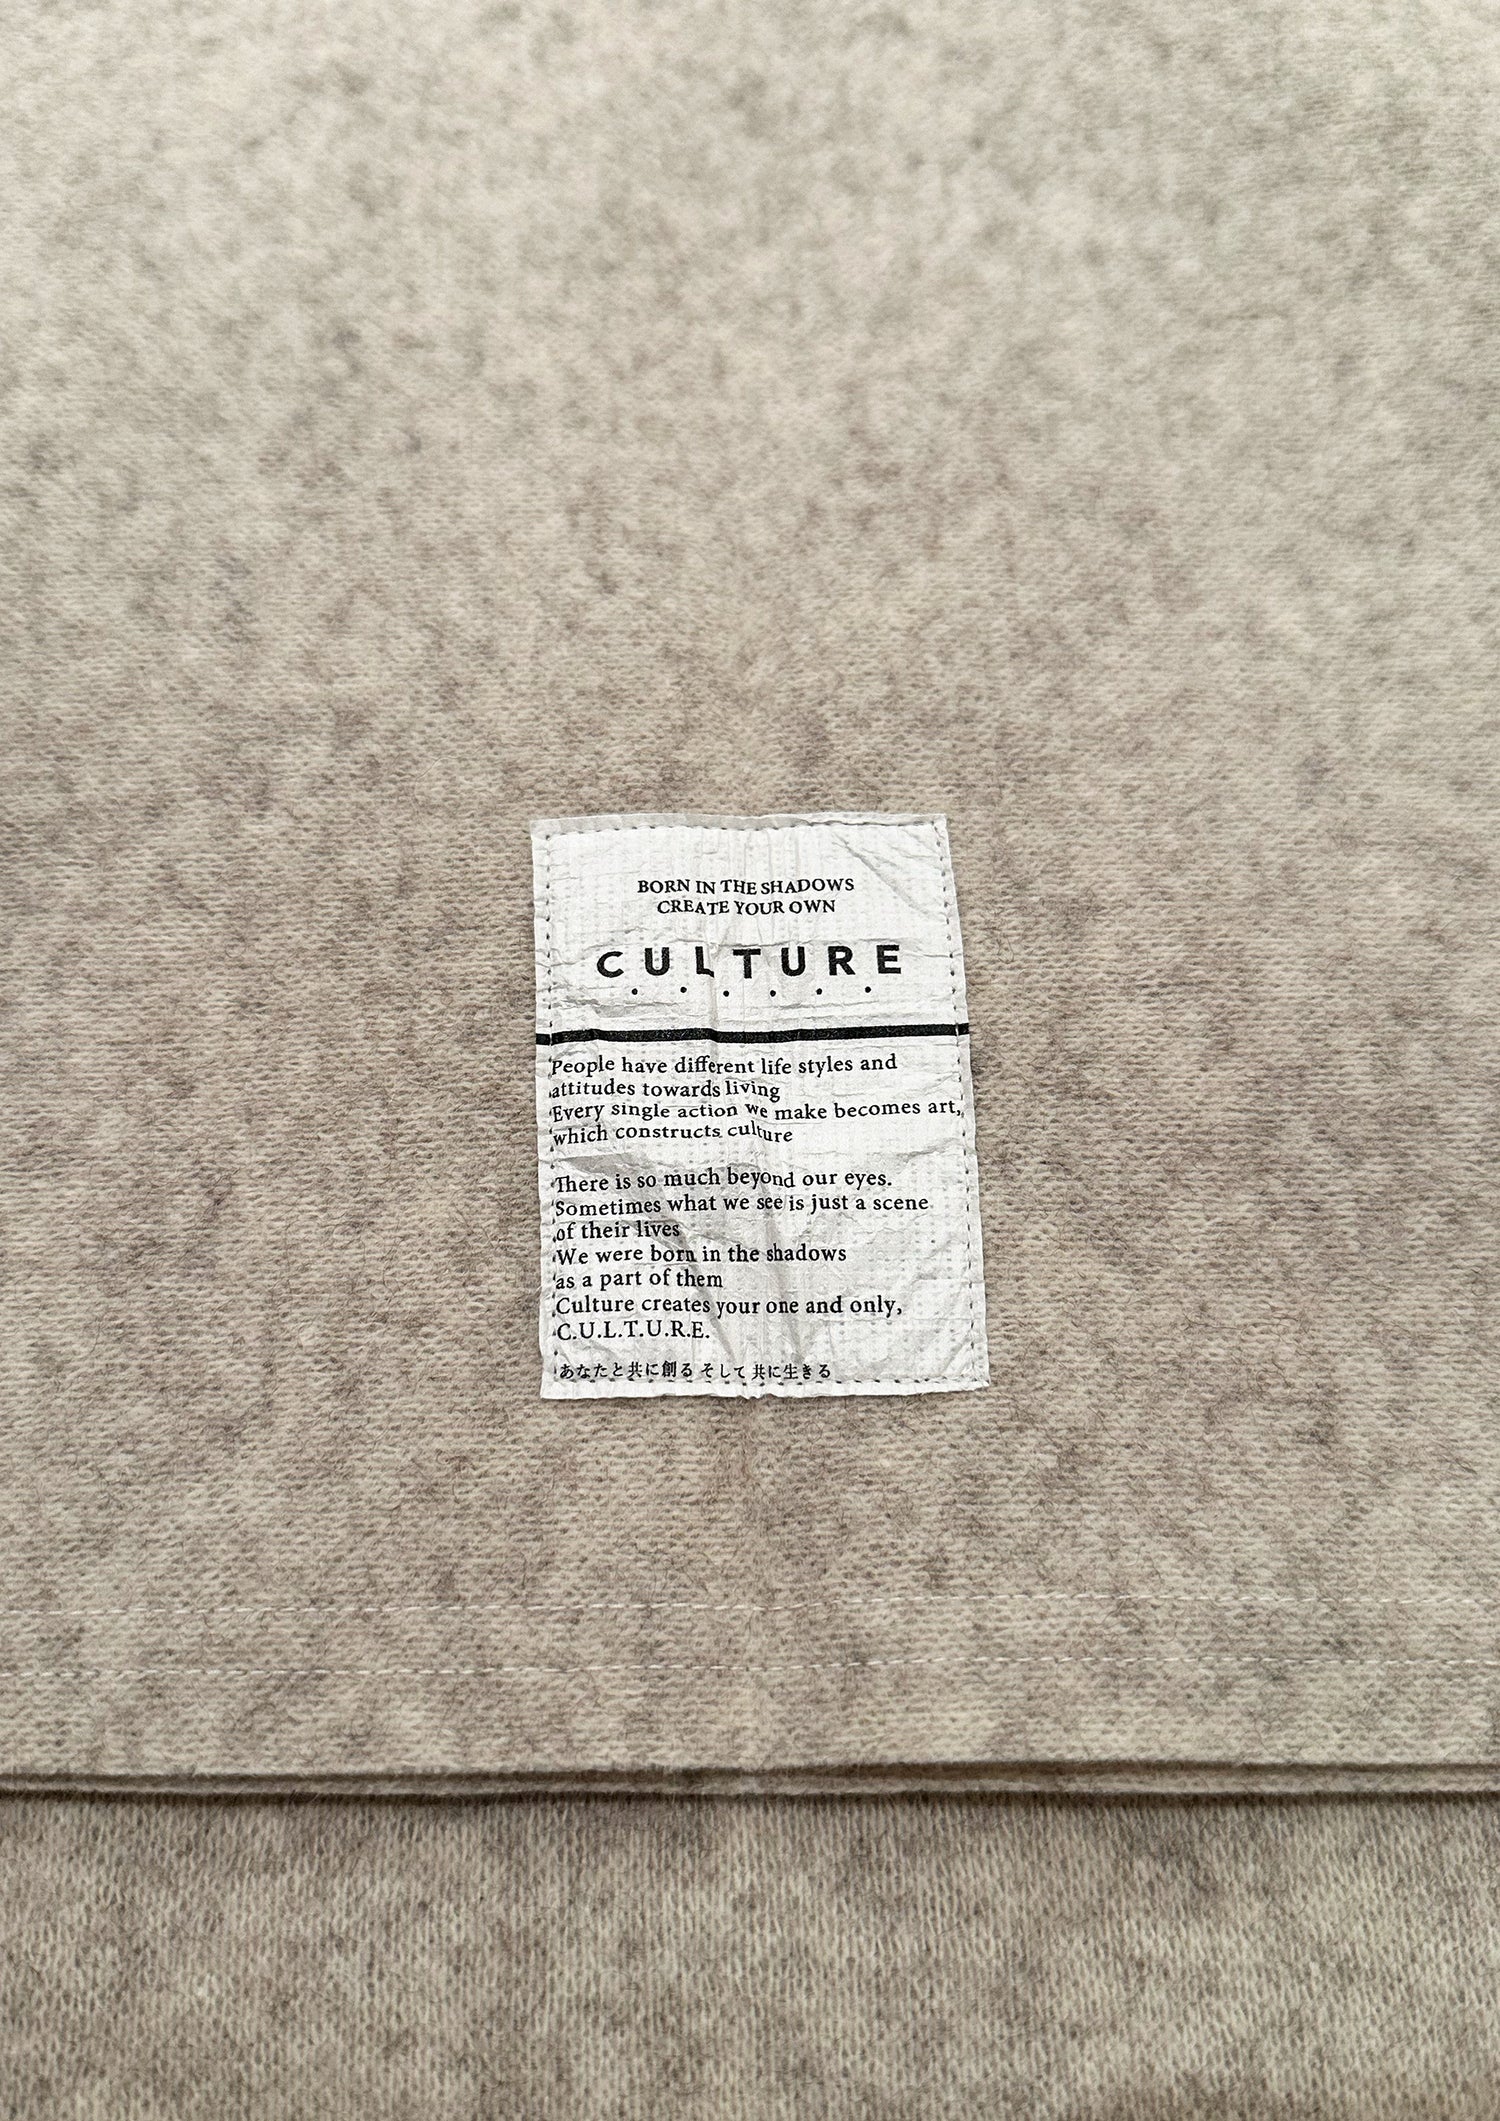 BORN IN THE SHADOWS
CREATE YOUR OWN
CULTURE
. . . . . .
People have different life styles and
attitudes towards living
Every single action we make becomes art,
which constructs culture
There is so much beyond our eyes.
Sometimes what we see is just a scene
of their lives
We were born in the shadows
as a part of them
Culture creates your one and only,
C.U.L.T.U.R.E.
あなたと共に創る そして 共に生きる